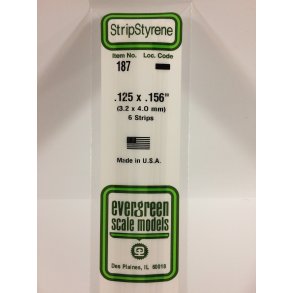 StripStyrene
Item No. Loc. Code
187
.125 x .156"
(3.2 x 4.0 mm)
6 Strips
Made in U.S.A.
evergreen
scale models
Des Plaines, IL 60018